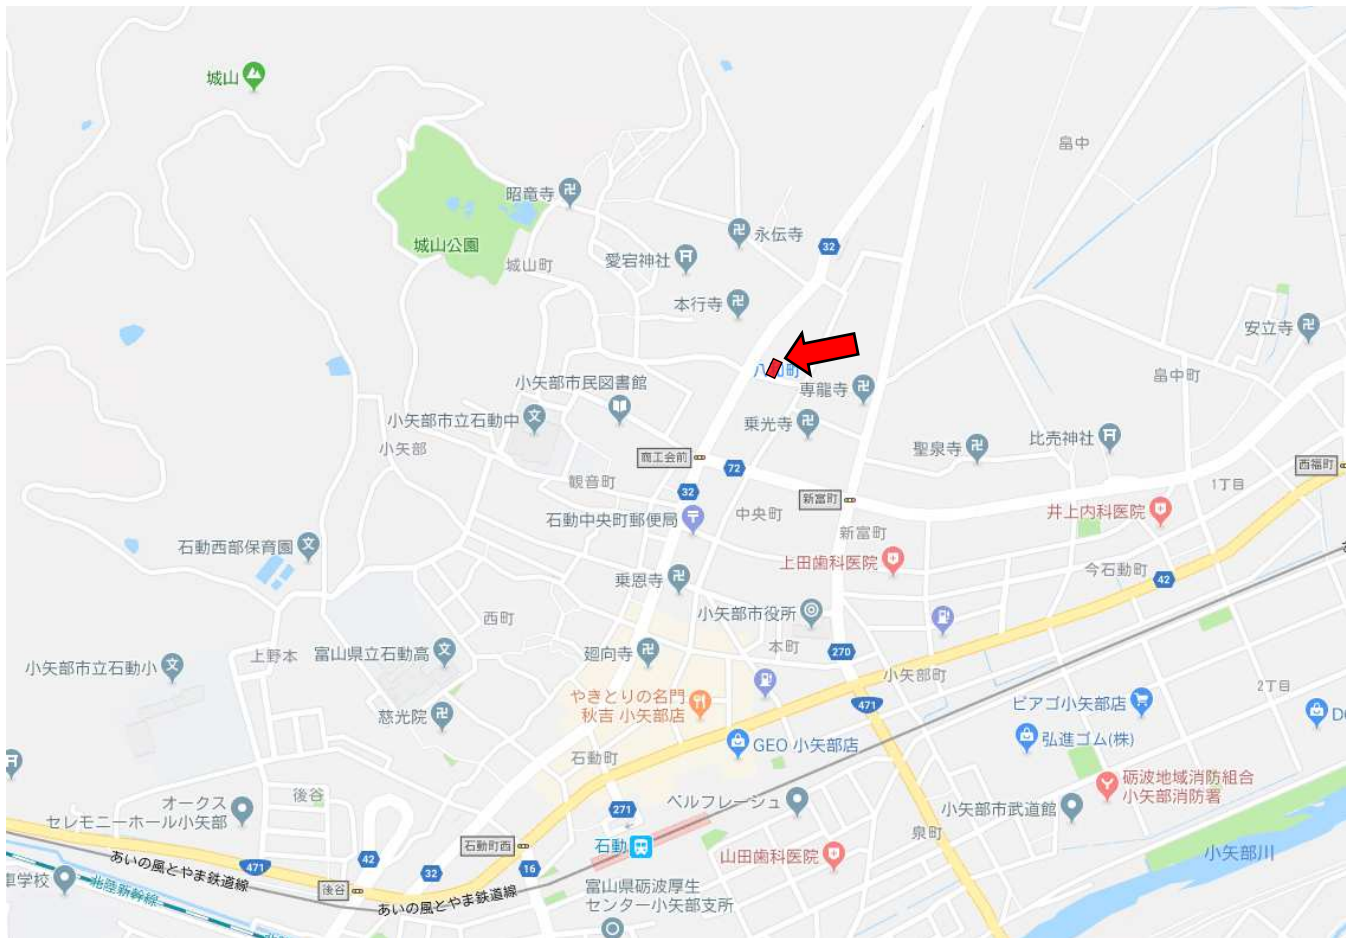 城山
畠中
昭竜寺
永伝寺
32
城山公園
城山町
愛宕神社
本行寺
安立寺
畠中町
小矢部市民図書館
専龍寺
小矢部市立石動中
乗光寺
小矢部
聖泉寺
比売神社
商工会前
72
西福町
観音町
32
新富町
1丁目
石動中央町郵便局
中央町
井上内科医院
新富町
石動西部保育園
上田歯科医院
今石動町
42
乗恩寺
小矢部市役所
西町
本町
270
上野本
富山県立石動高
廻向寺
小矢部市立石動小
小矢部町
2丁目
やきとりの名門
秋吉 小矢部店
471
ピアゴ小矢部店
慈光院
GEO 小矢部店
弘進ゴム(株)
石動町
砺波地域消防組合
小矢部消防署
後谷
オークス
セレモニーホール小矢部
271
ベルフレーシュ
小矢部市武道館
泉町
石動町西
石動
小矢部川
あいの風とやま鉄道線
471
42
32
16
山田歯科医院
車学校
北陸新幹線
後谷
あいの風とやま鉄道線
富山県砺波厚生
センター小矢部支所